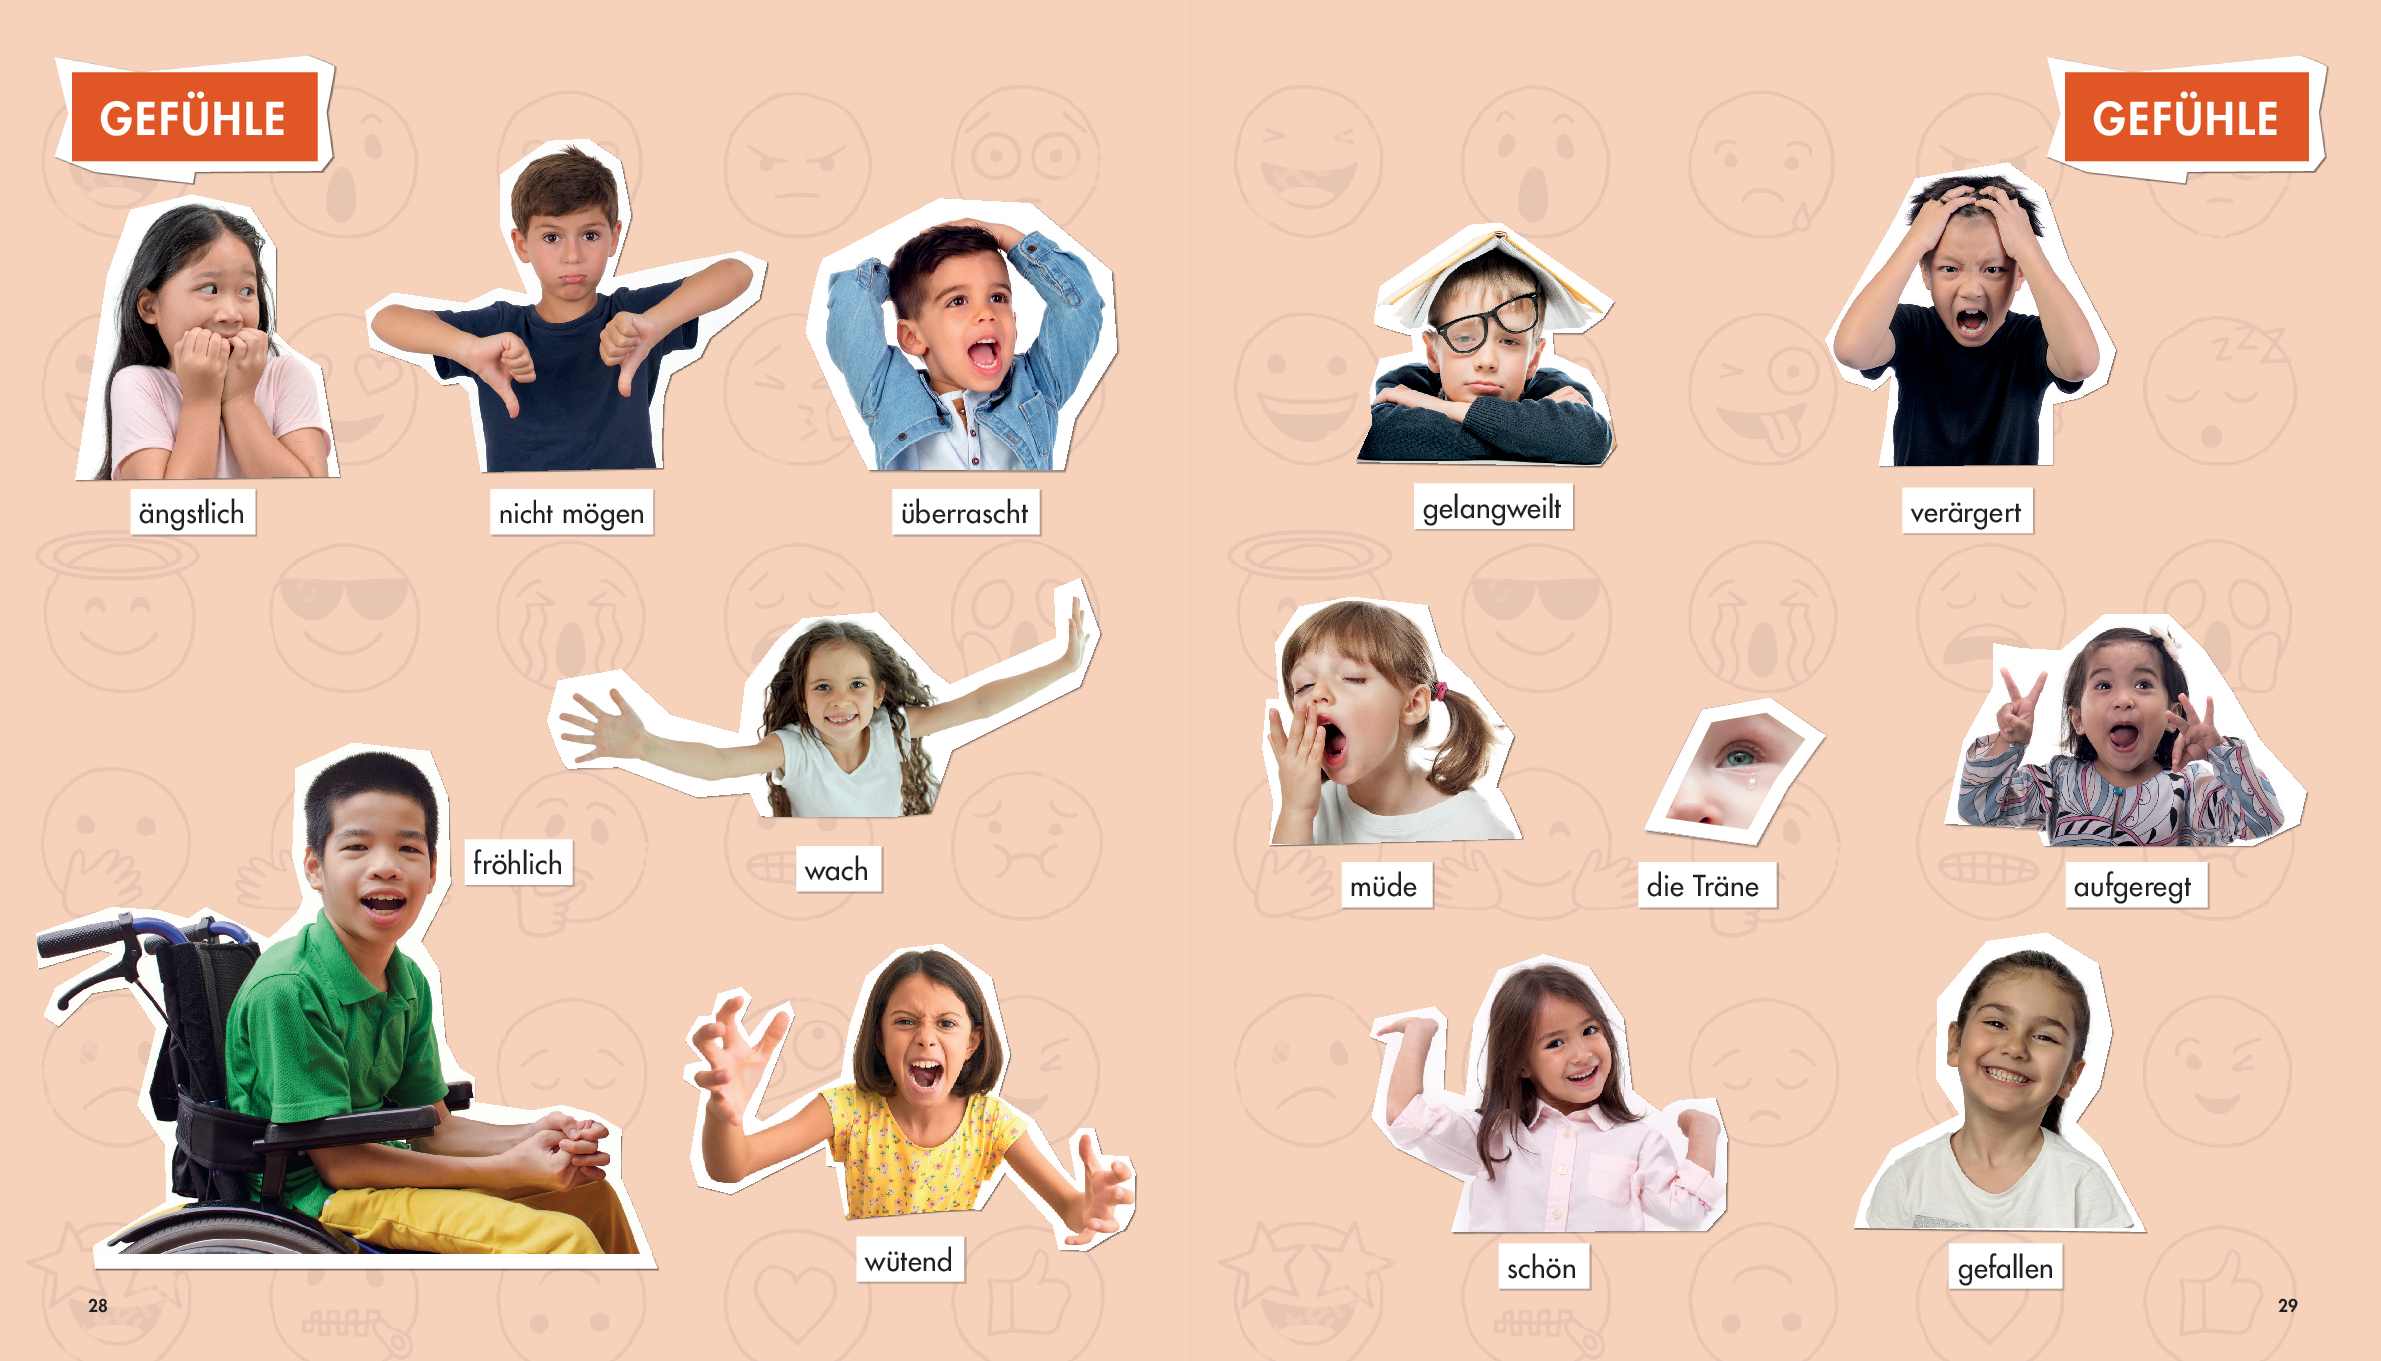 GEFÜHLE
ängstlich
nicht mögen
überrascht
fröhlich
wach
wütend
28
GEFÜHLE
gelangweilt
verärgert
müde
die Träne
aufgeregt
schön
gefallen
29